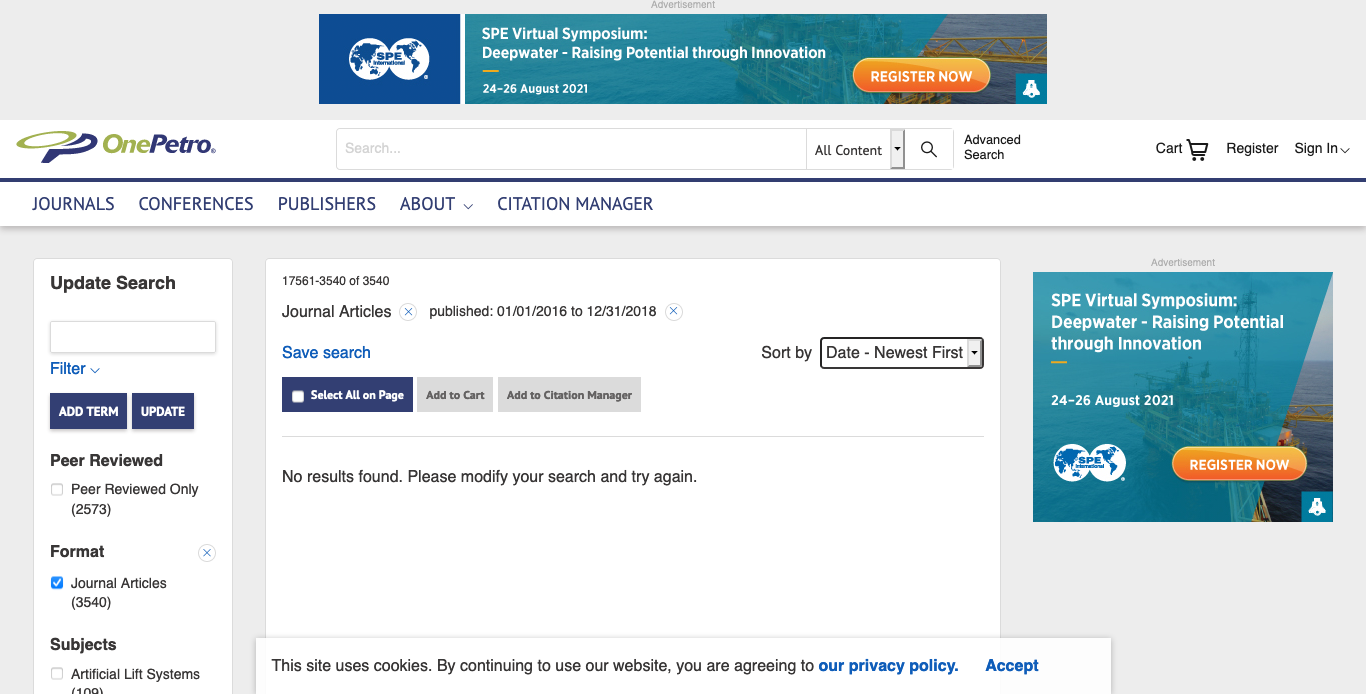 Advertisement
SPE International
SPE Virtual Symposium:
Deepwater - Raising Potential through Innovation
24–26 August 2021
REGISTER NOW
OnePetro
Search...
All Content
Advanced
Search
Cart
Register
Sign In
JOURNALS
CONFERENCES
PUBLISHERS
ABOUT
CITATION MANAGER
Update Search
Filter
ADD TERM
UPDATE
Peer Reviewed
Peer Reviewed Only
(2573)
Format
Journal Articles
(3540)
Subjects
Artificial Lift Systems
(109)
17561-3540 of 3540
Journal Articles
published: 01/01/2016 to 12/31/2018
Save search
Sort by
Date - Newest First
Select All on Page
Add to Cart
Add to Citation Manager
No results found. Please modify your search and try again.
Advertisement
SPE Virtual Symposium:
Deepwater - Raising Potential
through Innovation
24–26 August 2021
SPE International
REGISTER NOW
This site uses cookies. By continuing to use our website, you are agreeing to our privacy policy.
Accept